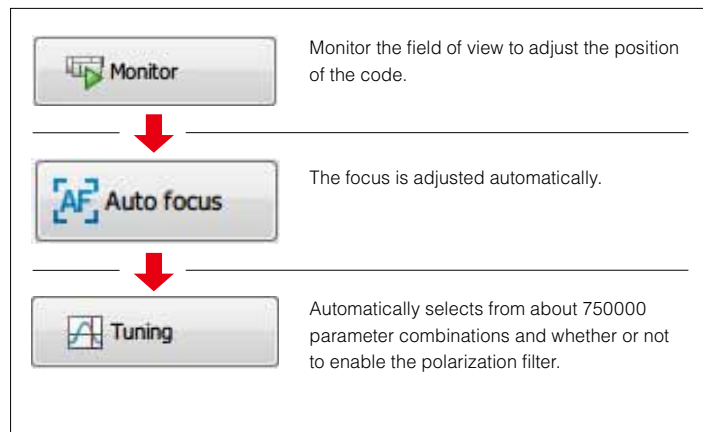 Monitor
Monitor the field of view to adjust the position
of the code.
AF Auto focus
The focus is adjusted automatically.
Tuning
Automatically selects from about 750000
parameter combinations and whether or not
to enable the polarization filter.